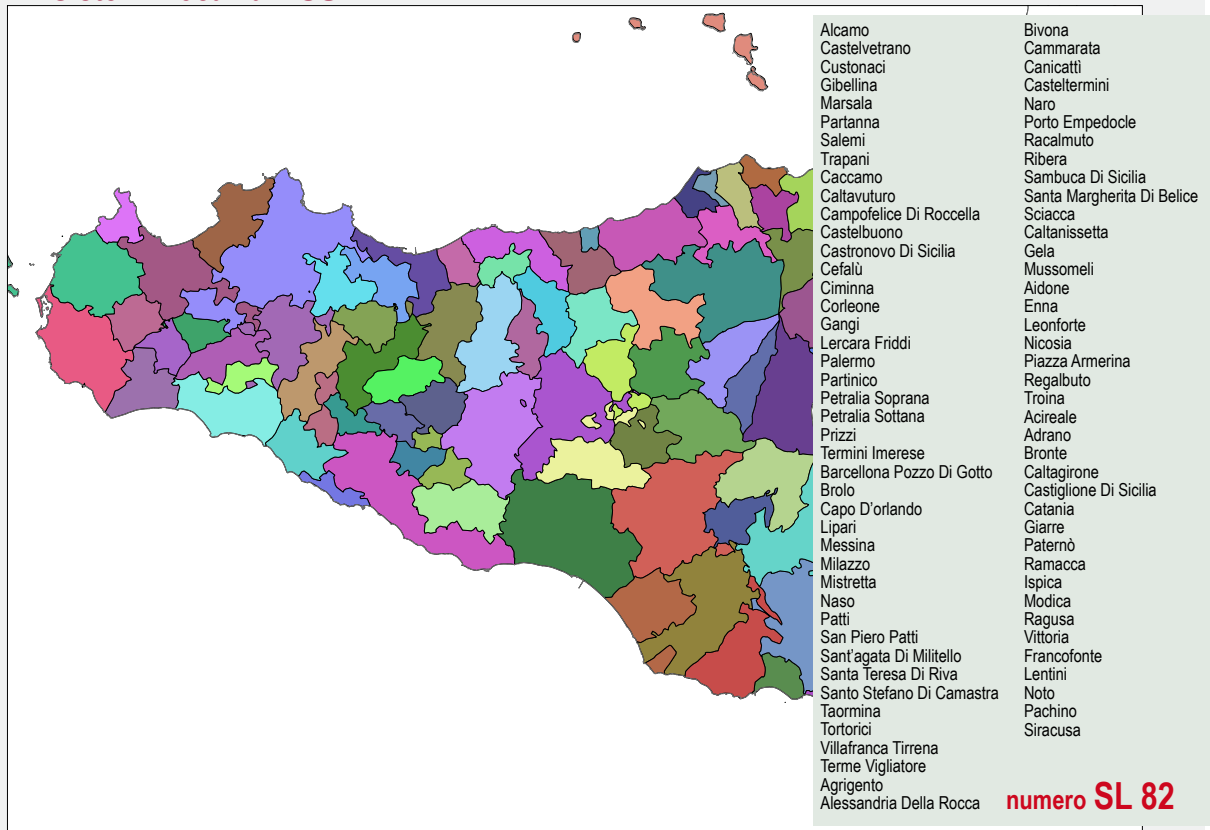 Alcamo
Castelvetrano
Custonaci
Gibellina
Marsala
Partanna
Salemi
Trapani
Caccamo
Caltavuturo
Campofelice Di Roccella
Castelbuono
Castronovo Di Sicilia
Cefalù
Ciminna
Corleone
Gangi
Lercara Friddi
Palermo
Partinico
Petralia Soprana
Petralia Sottana
Prizzi
Termini Imerese
Barcellona Pozzo Di Gotto
Brolo
Capo D'orlando
Lipari
Messina
Milazzo
Mistretta
Naso
Patti
San Piero Patti
Sant'agata Di Militello
Santa Teresa Di Riva
Santo Stefano Di Camastra
Taormina
Tortorici
Villafranca Tirrena
Terme Vigliatore
Agrigento
Alessandria Della Rocca
Bivona
Cammarata
Canicattì
Casteltermini
Naro
Porto Empedocle
Racalmuto
Ribera
Sambuca Di Sicilia
Santa Margherita Di Belice
Sciacca
Caltanissetta
Gela
Mussomeli
Aidone
Enna
Leonforte
Nicosia
Piazza Armerina
Regalbuto
Troina
Acireale
Adrano
Bronte
Caltagirone
Castiglione Di Sicilia
Catania
Giarre
Paternò
Ramacca
Ispica
Modica
Ragusa
Vittoria
Francofonte
Lentini
Noto
Pachino
Siracusa
numero SL 82